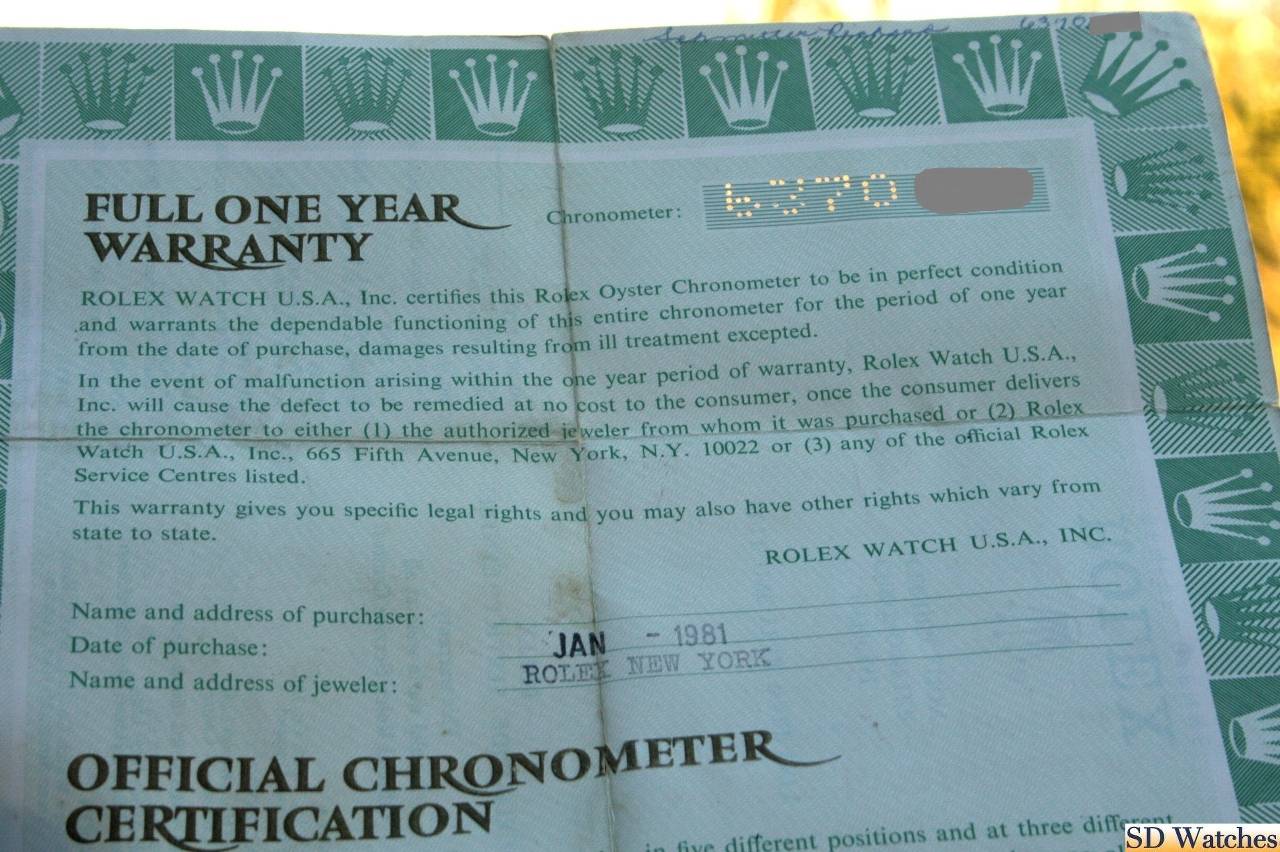 6370
FULL ONE YEAR
WARRANTY
Chronometer: 6370
ROLEX WATCH U.S.A., Inc. certifies this Rolex Oyster Chronometer to be in perfect condition
and warrants the dependable functioning of this entire chronometer for the period of one year
from the date of purchase, damages resulting from ill treatment excepted.
In the event of malfunction arising within the one year period of warranty, Rolex Watch U.S.A.,
Inc. will cause the defect to be remedied at no cost to the consumer, once the consumer delivers
the chronometer to either (1) the authorized jeweler from whom it was purchased or (2) Rolex
Watch U.S.A., Inc., 665 Fifth Avenue, New York, N.Y. 10022 or (3) any of the official Rolex
Service Centres listed.
This warranty gives you specific legal rights and you may also have other rights which vary from
state to state.
ROLEX WATCH U.S.A., INC.
Name and address of purchaser:
Date of purchase: JAN - 1981
Name and address of jeweler: ROLEX NEW YORK
OFFICIAL CHRONOMETER
CERTIFICATION
in five different positions and at three different
SD Watches